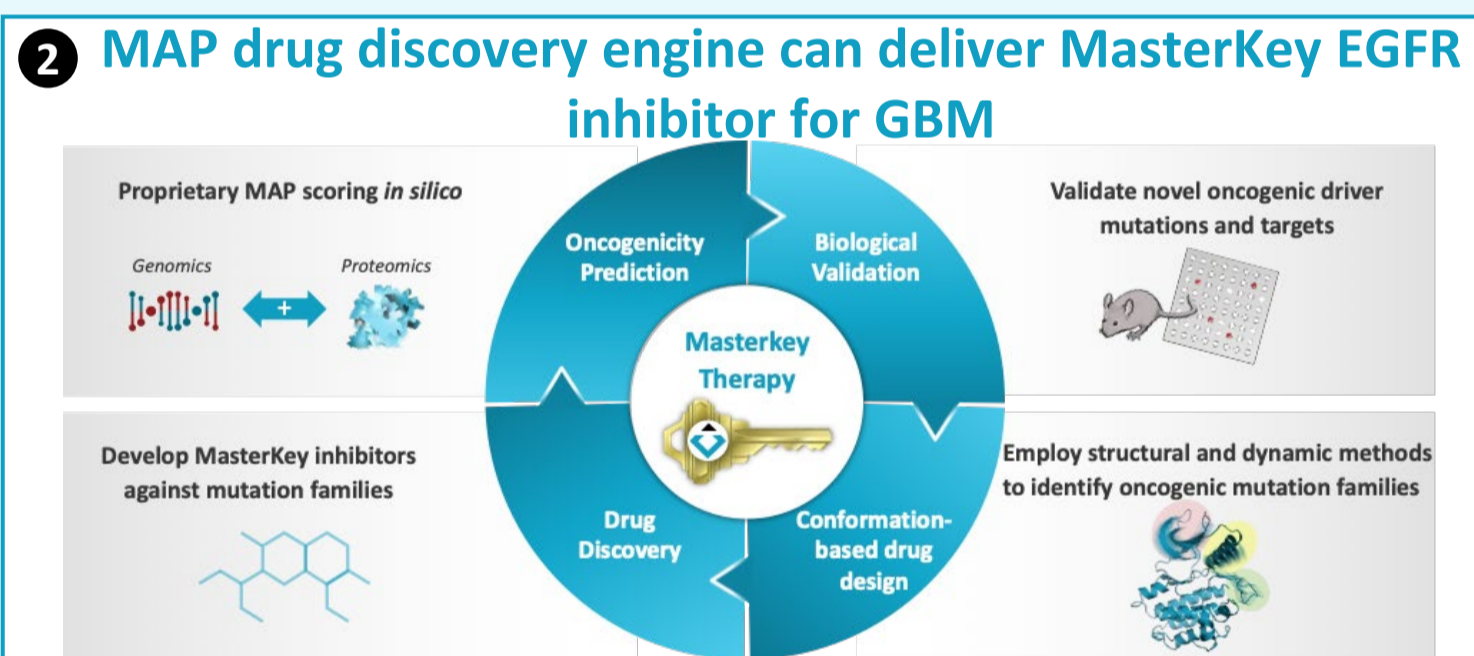 2 MAP drug discovery engine can deliver MasterKey EGFR
inhibitor for GBM
Proprietary MAP scoring in silico
Genomics
Proteomics
+
Oncogenicity
Prediction
Biological
Validation
Validate novel oncogenic driver
mutations and targets
Masterkey
Therapy
Develop MasterKey inhibitors
against mutation families
Drug
Discovery
Conformation-
based drug
design
Employ structural and dynamic methods
to identify oncogenic mutation families